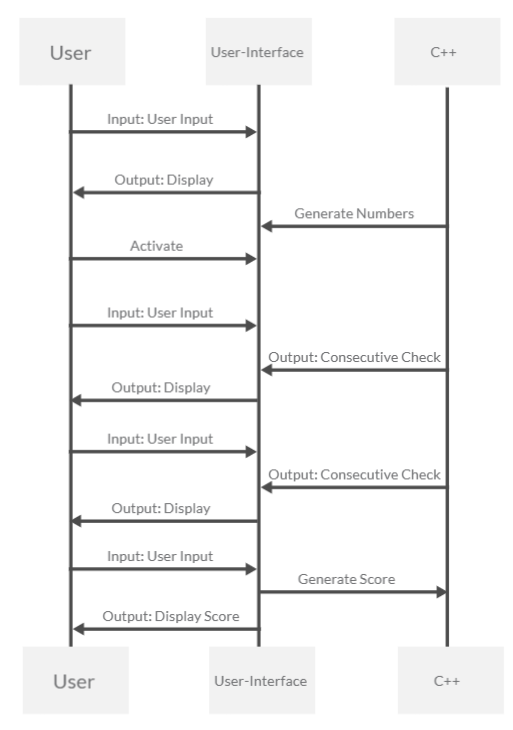 User
User-Interface
C++
Input: User Input
Output: Display
Generate Numbers
Activate
Input: User Input
Output: Consecutive Check
Output: Display
Input: User Input
Output: Consecutive Check
Output: Display
Input: User Input
Generate Score
Output: Display Score
User
User-Interface
C++